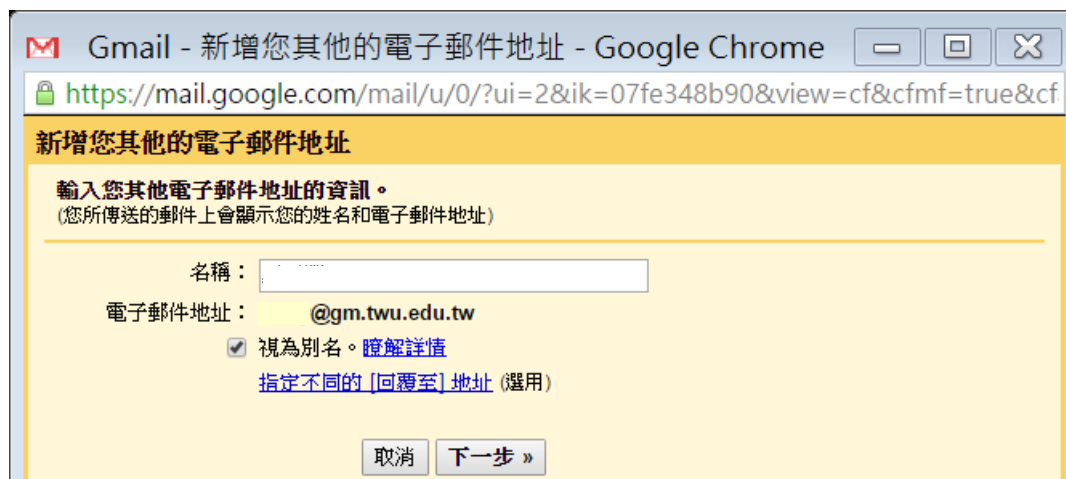 Gmail - 新增您其他的電子郵件地址 - Google Chrome
https://mail.google.com/mail/u/0/?ui=2&ik=07fe348b90&view=cf&cfmf=true&cf
新增您其他的電子郵件地址
輸入您其他電子郵件地址的資訊。
(您所傳送的郵件上會顯示您的姓名和電子郵件地址)
名稱：
電子郵件地址： @gm.twu.edu.tw
視為別名。瞭解詳情
指定不同的 [回覆至] 地址 (選用)
取消 下一步 »